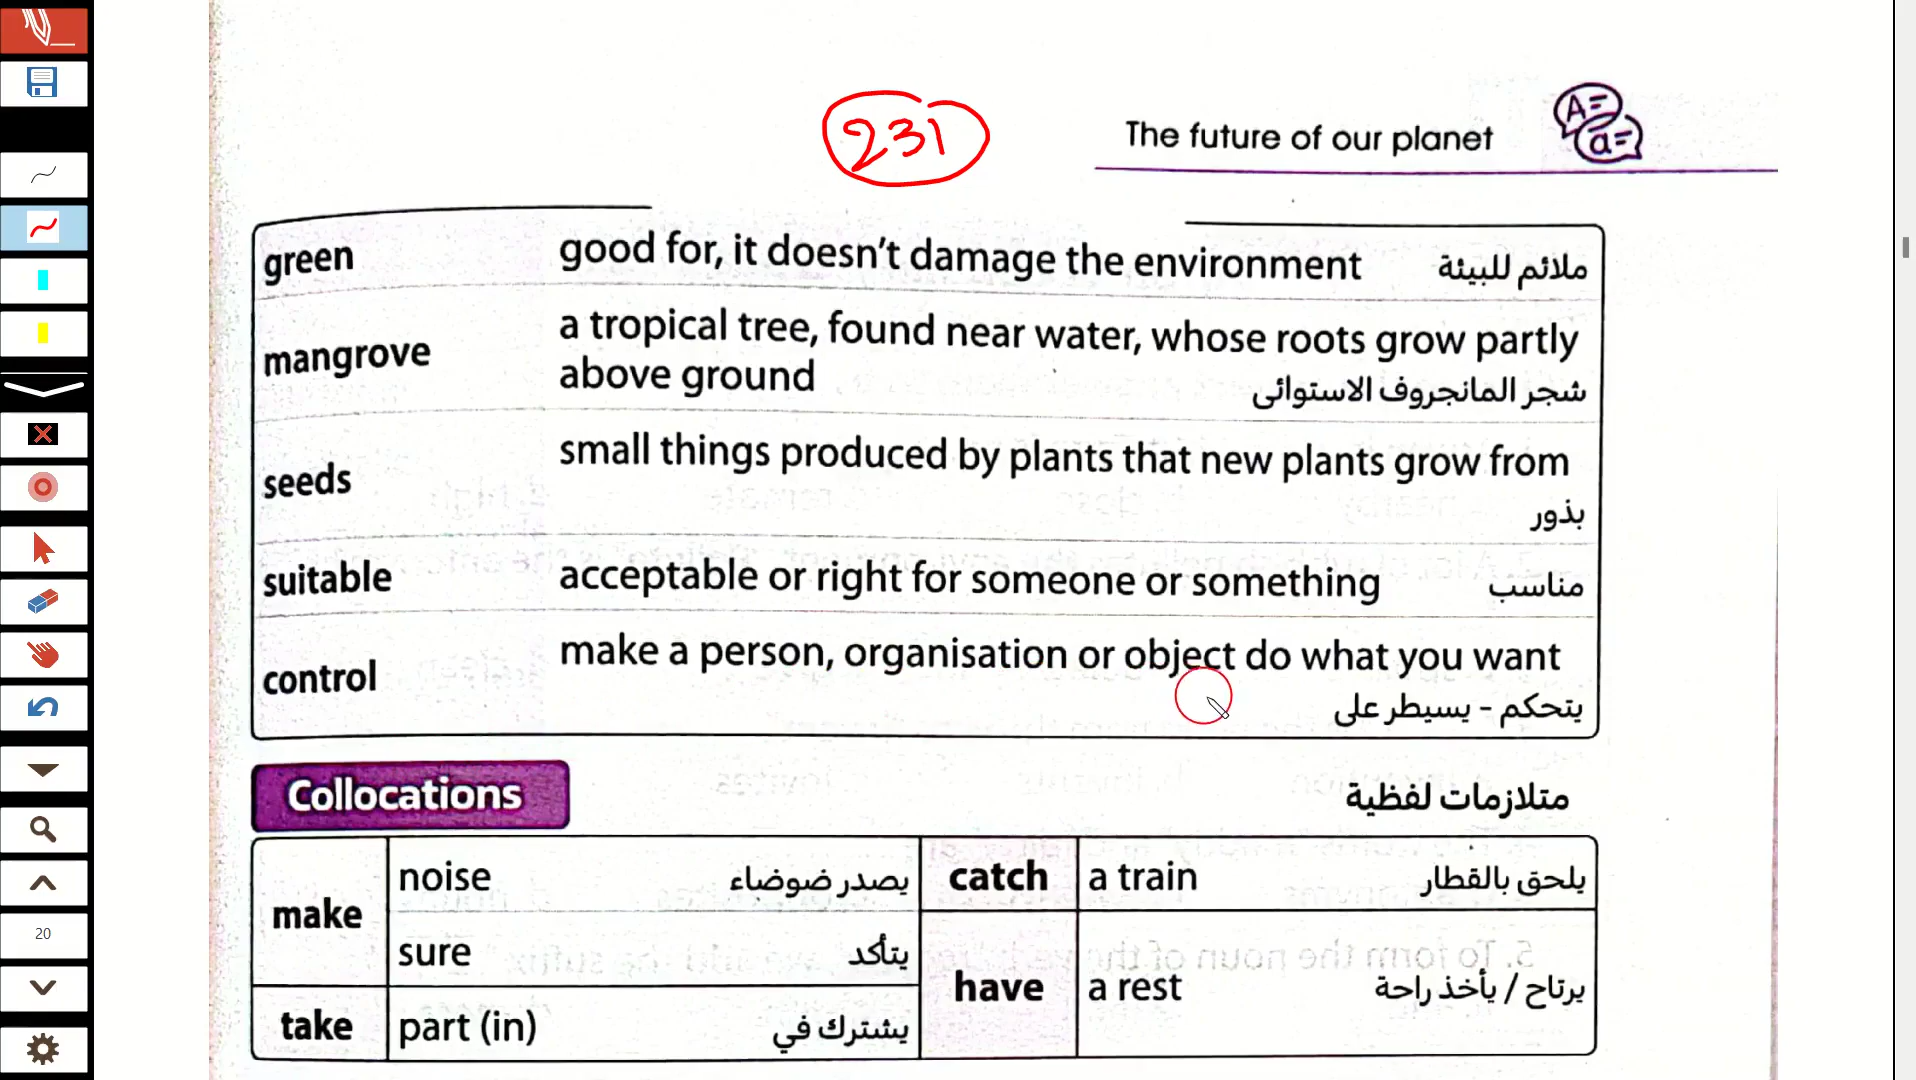 231
The future of our planet
A=
a=
green good for, it doesn't damage the environment ملائم للبيئة
mangrove a tropical tree, found near water, whose roots grow partly
above ground شجر المانجروف الاستوائى
seeds small things produced by plants that new plants grow from
بذور
suitable acceptable or right for someone or something مناسب
control make a person, organisation or object do what you want
يتحكم - يسيطر على
Collocations متلازمات لفظية
make noise يصدر ضوضاء
sure يتأكد
take part (in) يشترك في
catch a train يلحق بالقطار
have a rest يرتاح / يأخذ راحة
20